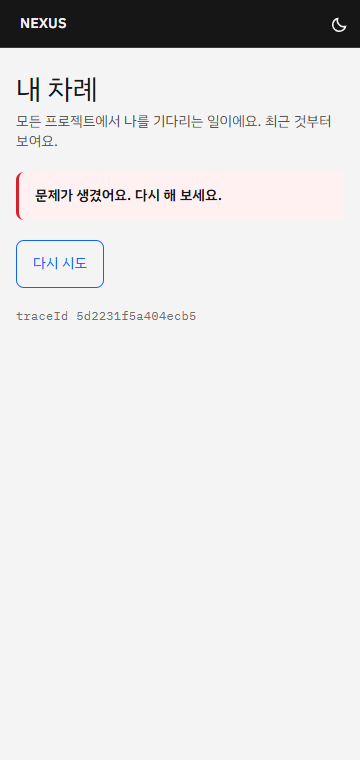 NEXUS
내 차례
모든 프로젝트에서 나를 기다리는 일이에요. 최근 것부터
보여요.
문제가 생겼어요. 다시 해 보세요.
다시 시도
traceId 5d2231f5a404ecb5